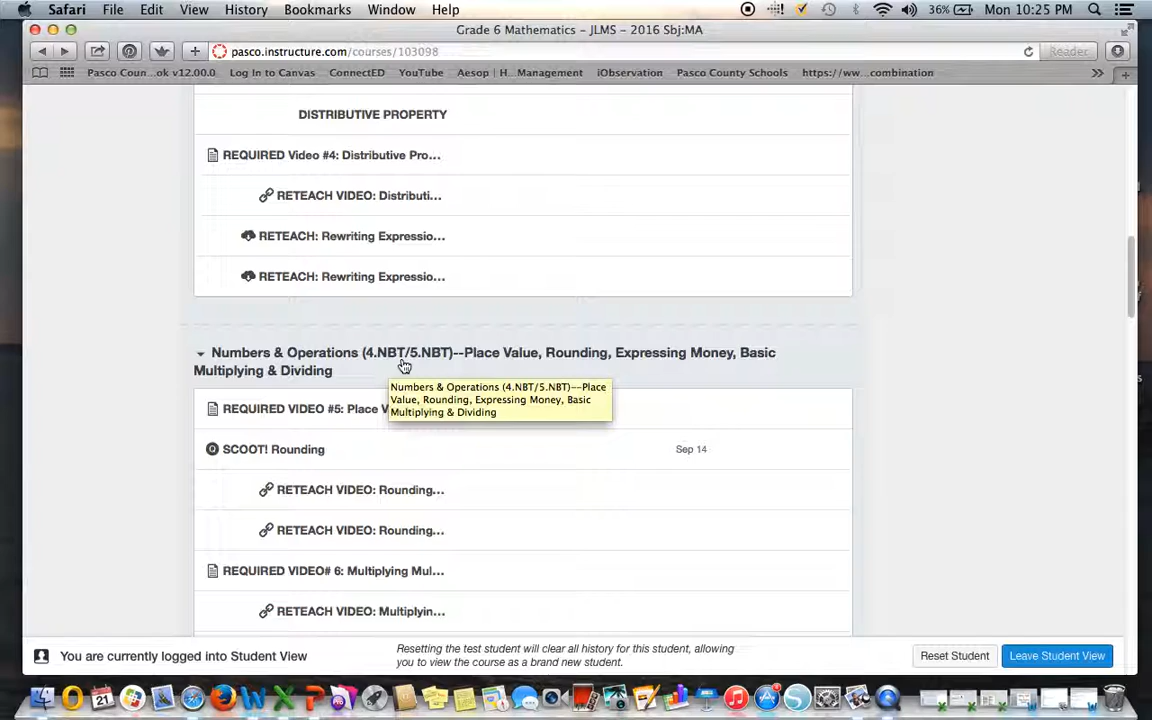 Safari File Edit View History Bookmarks Window Help 36% Mon 10:25 PM
Grade 6 Mathematics – JLMS – 2016 Sbj:MA
pasco.instructure.com/courses/103098 Reader
Pasco Coun...ok v12.00.0 Log In to Canvas ConnectED YouTube Aesop | H...Management iObservation Pasco County Schools https://ww...combination
DISTRIBUTIVE PROPERTY
REQUIRED Video #4: Distributive Pro...
RETEACH VIDEO: Distributi...
RETEACH: Rewriting Expressio...
RETEACH: Rewriting Expressio...
Numbers & Operations (4.NBT/5.NBT)--Place Value, Rounding, Expressing Money, Basic
Multiplying & Dividing
Numbers & Operations (4.NBT/5.NBT)--Place
Value, Rounding, Expressing Money, Basic
Multiplying & Dividing
REQUIRED VIDEO #5: Place V
SCOOT! Rounding Sep 14
RETEACH VIDEO: Rounding...
RETEACH VIDEO: Rounding...
REQUIRED VIDEO# 6: Multiplying Mul...
RETEACH VIDEO: Multiplyin...
You are currently logged into Student View
Resetting the test student will clear all history for this student, allowing
you to view the course as a brand new student.
Reset Student Leave Student View
21